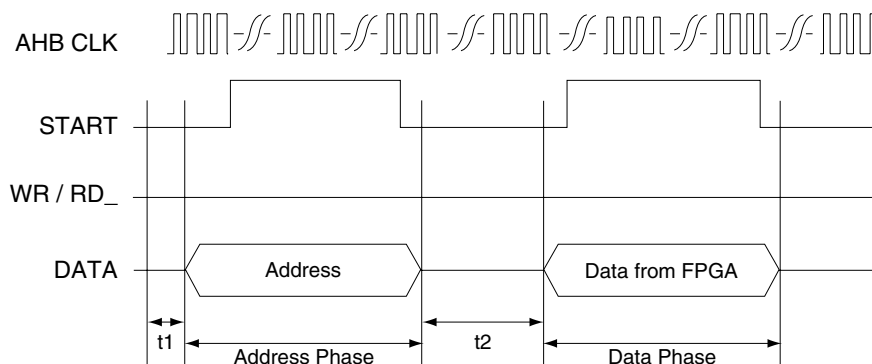 AHB CLK
START
WR / RD_
DATA
Address
Data from FPGA
t1
t2
Address Phase
Data Phase